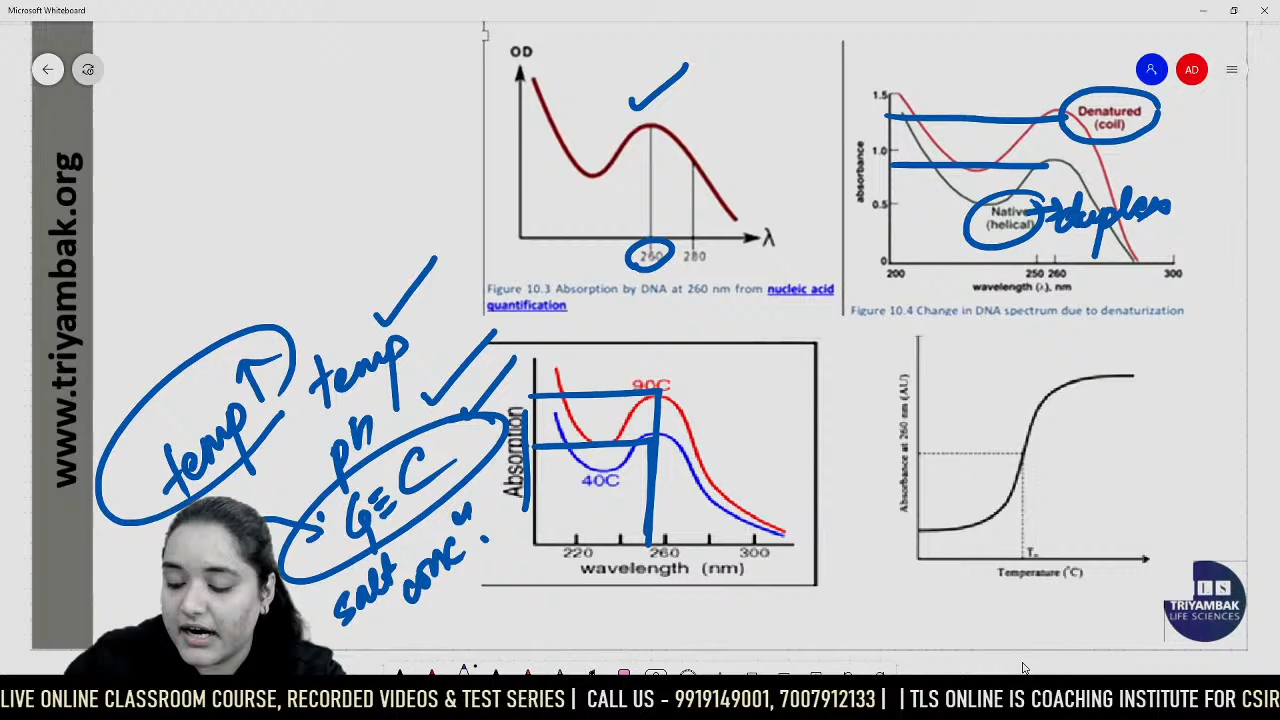 Microsoft Whiteboard
www.triyambak.org
AD
OD
260
280
λ
Figure 10.3 Absorption by DNA at 260 nm from nucleic acid
quantification
1.5
1.0
0.5
0
absorbance
Denatured
(coil)
Native
(helical)
duplex
200
250 260
300
wavelength (λ), nm
Figure 10.4 Change in DNA spectrum due to denaturization
temp ↑
temp
pH
G≡C
salt conc"
Absorption
90C
40C
220
260
300
wavelength (nm)
Absorbance at 260 nm (AU)
Temperature (°C)
TLS
TRIYAMBAK
LIFE SCIENCES
LIVE ONLINE CLASSROOM COURSE, RECORDED VIDEOS & TEST SERIES | CALL US - 9919149001, 7007912133 | | TLS ONLINE IS COACHING INSTITUTE FOR CSIR